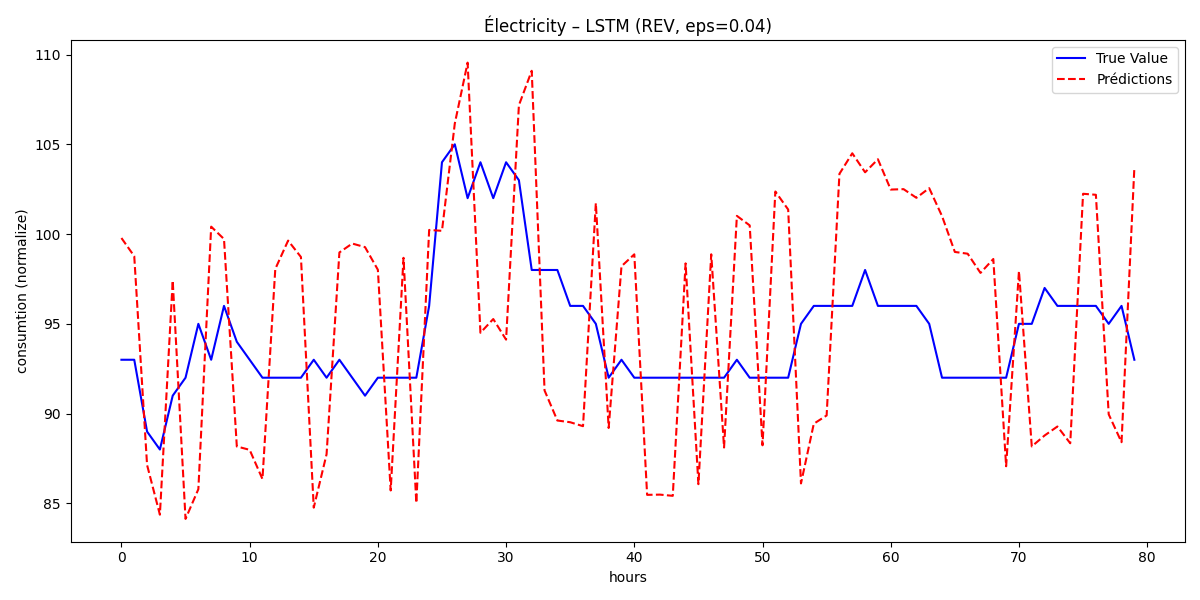 Électricity – LSTM (REV, eps=0.04)
True Value
Prédictions
consumtion (normalize)
110
105
100
95
90
85
0 10 20 30 40 50 60 70 80
hours